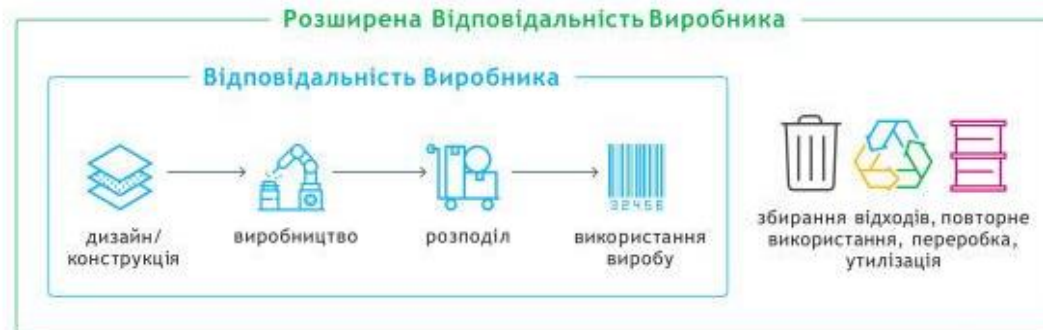 Розширена Відповідальність Виробника
Відповідальність Виробника
дизайн/
конструкція
виробництво
розподіл
32456
використання
виробу
збирання відходів, повторне
використання, переробка,
утилізація